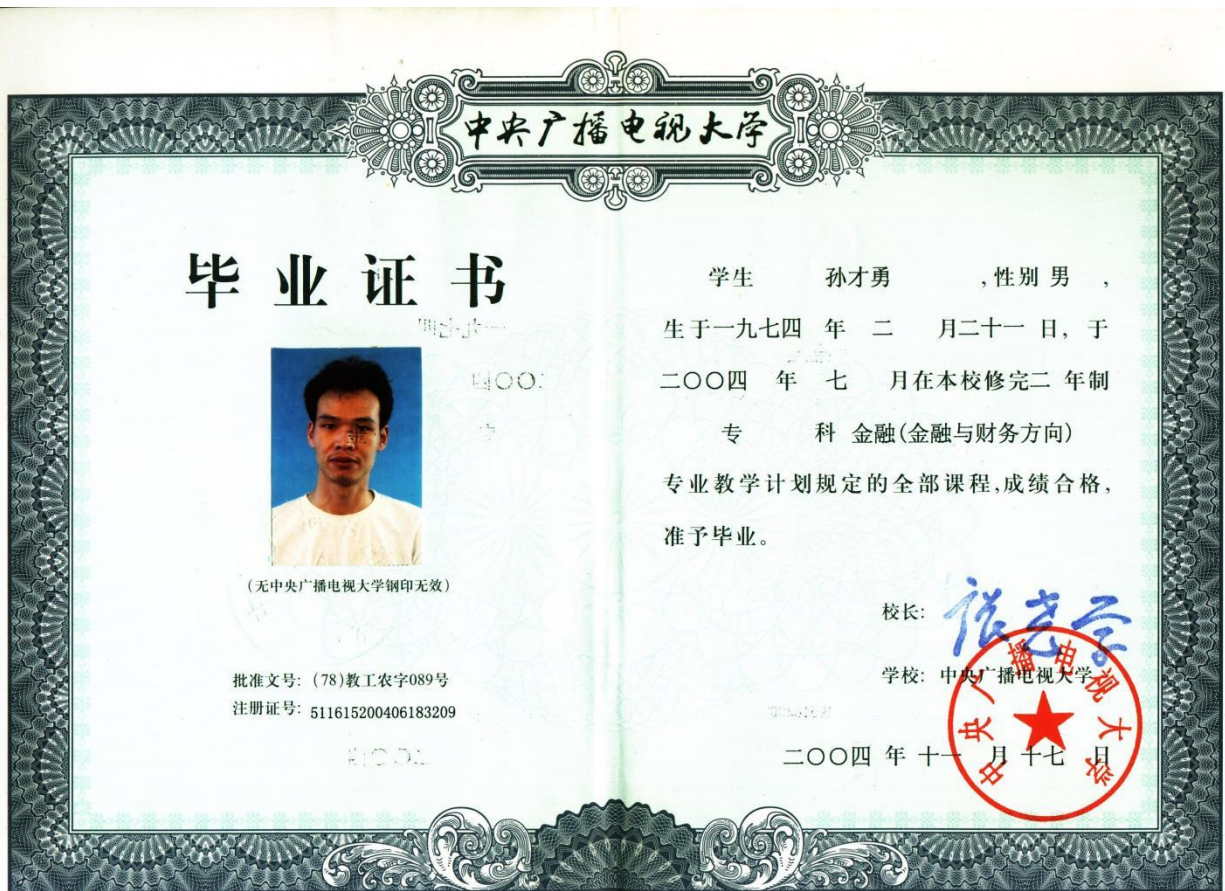 中央广播电视大学
毕业证书
(无中央广播电视大学钢印无效)
批准文号: (78)教工农字089号
注册证号: 511615200406183209
学生 孙才勇 ,性别 男 ,
生于一九七四 年 二 月二十一 日, 于
二〇〇四 年 七 月在本校修完二 年制
专 科 金融(金融与财务方向)
专业教学计划规定的全部课程,成绩合格,
准予毕业。
校长: 张尧学
学校: 中央广播电视大学
二〇〇四 年 十一 月 十七 日
中央广播电视大学